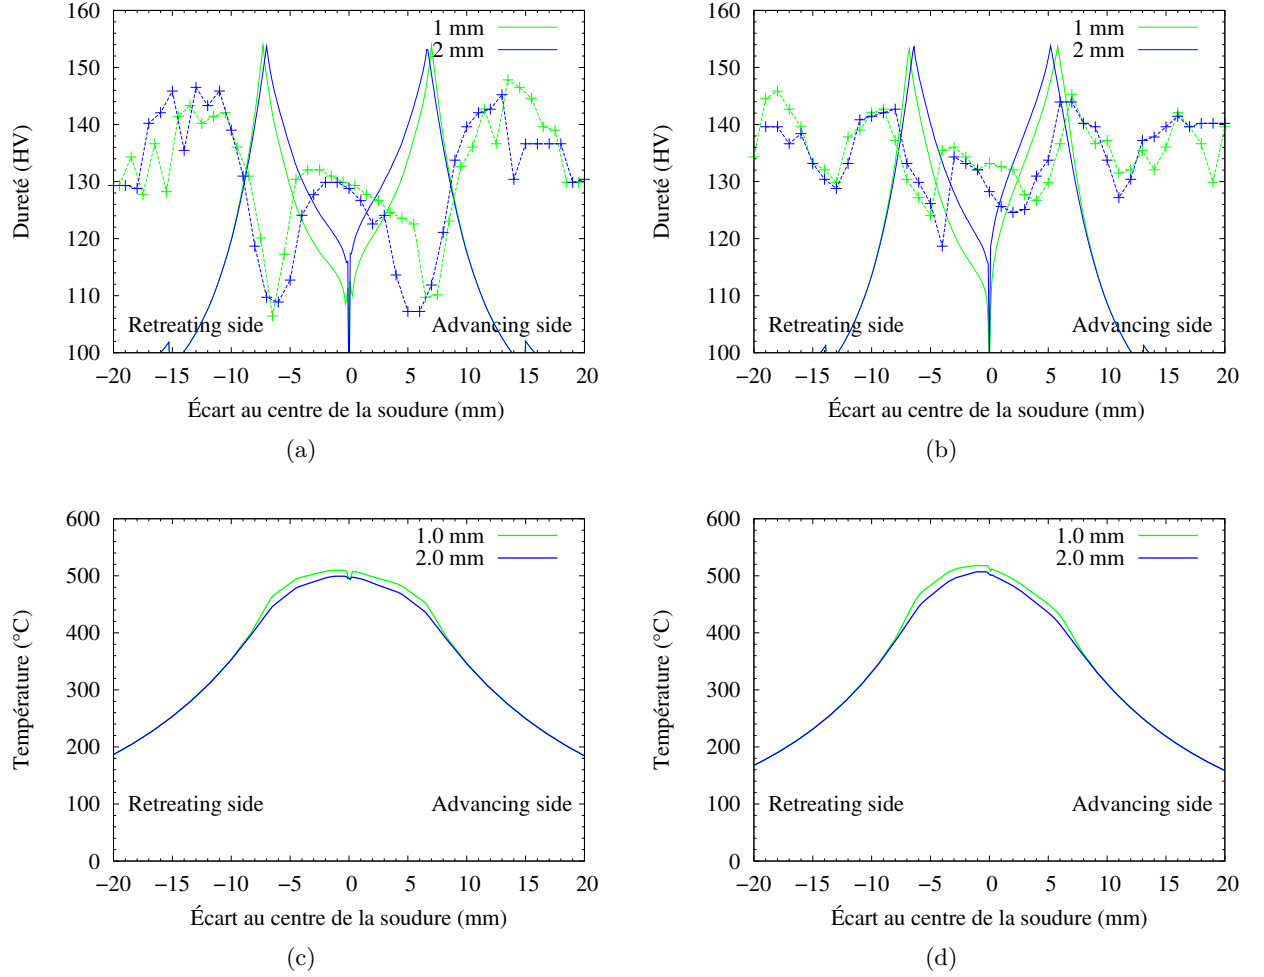 160
150
140
130
120
110
100
Dureté (HV)
1 mm
2 mm
Retreating side
Advancing side
−20 −15 −10 −5 0 5 10 15 20
Écart au centre de la soudure (mm)
(a)
160
150
140
130
120
110
100
Dureté (HV)
1 mm
2 mm
Retreating side
Advancing side
−20 −15 −10 −5 0 5 10 15 20
Écart au centre de la soudure (mm)
(b)
600
500
400
300
200
100
0
Température (°C)
1.0 mm
2.0 mm
Retreating side
Advancing side
−20 −15 −10 −5 0 5 10 15 20
Écart au centre de la soudure (mm)
(c)
600
500
400
300
200
100
0
Température (°C)
1.0 mm
2.0 mm
Retreating side
Advancing side
−20 −15 −10 −5 0 5 10 15 20
Écart au centre de la soudure (mm)
(d)